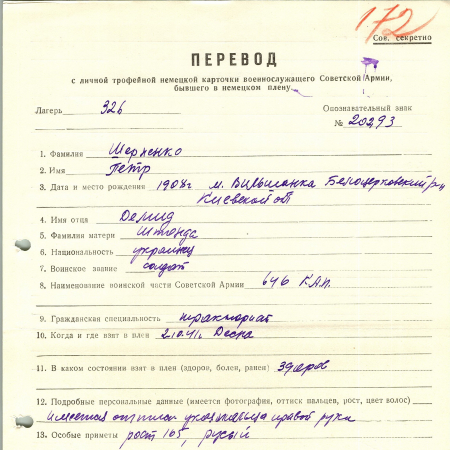 172
Сов. секретно
ПЕРЕВОД
с личной трофейной немецкой карточки военнослужащего Советской Армии,
бывшего в немецком плену
Лагерь 326 Опознавательный знак
№ 20293
1. Фамилия Шерненко
2. Имя Петр
3. Дата и место рождения 1908г м. Вильшанка Белоцерковский р-н
Киевской об
4. Имя отца Демид
5. Фамилия матери Штонда
6. Национальность украинец
7. Воинское звание солдат
8. Наименование воинской части Советской Армии 646 КАП.
9. Гражданская специальность тракторист
10. Когда и где взят в плен 2.10.41г. Десна
11. В каком состоянии взят в плен (здоров, болен, ранен) здоров
12. Подробные персональные данные (имеется фотография, оттиск пальцев, рост, цвет волос)
имеется оттиск указательца правой руки
13. Особые приметы рост 165, русый